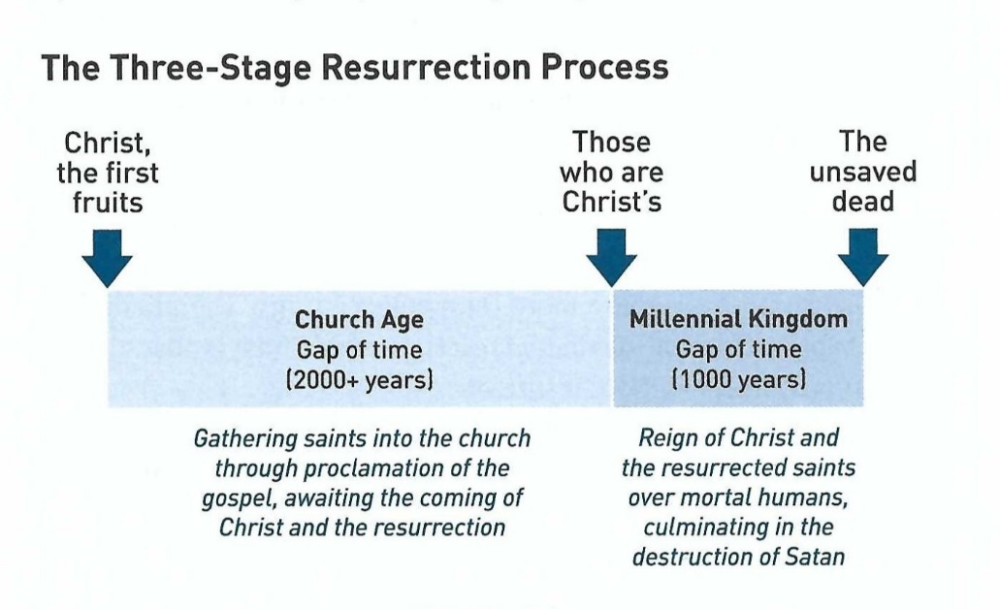 The Three-Stage Resurrection Process
Christ,
the first
fruits
Those
who are
Christ's
The
unsaved
dead
Church Age
Gap of time
(2000+ years)
Millennial Kingdom
Gap of time
(1000 years)
Gathering saints into the church
through proclamation of the
gospel, awaiting the coming of
Christ and the resurrection
Reign of Christ and
the resurrected saints
over mortal humans,
culminating in the
destruction of Satan